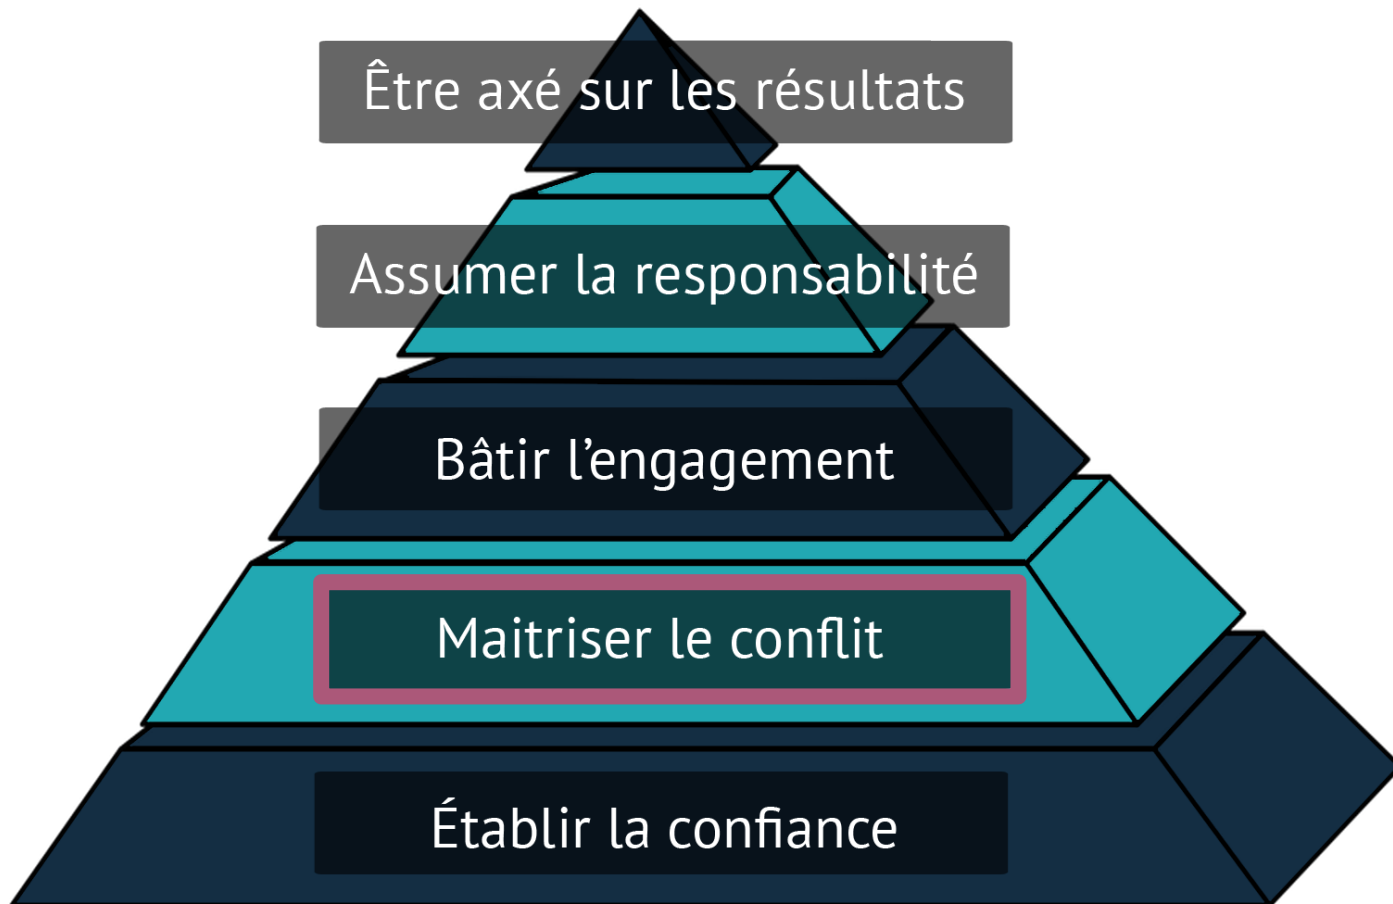 Être axé sur les résultats
Assumer la responsabilité
Bâtir l’engagement
Maitriser le conflit
Établir la confiance